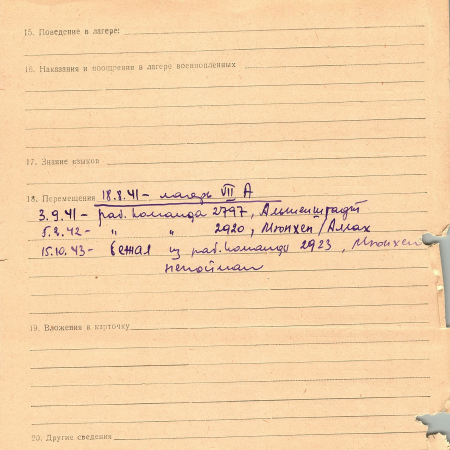 15. Поведение в лагере:
16. Наказания и поощрения в лагере военнопленных
17. Знание языков
18. Перемещения 18.8.41 – лагерь VII A
3.9.41 – раб. команда 2797, Альтенштадт
5.2.42 – " " 2920, Мюнхен / Аллах
15.10.43 – бежал из раб. команды 2923, Мюнхен
непойман
19. Вложения в карточку
20. Другие сведения